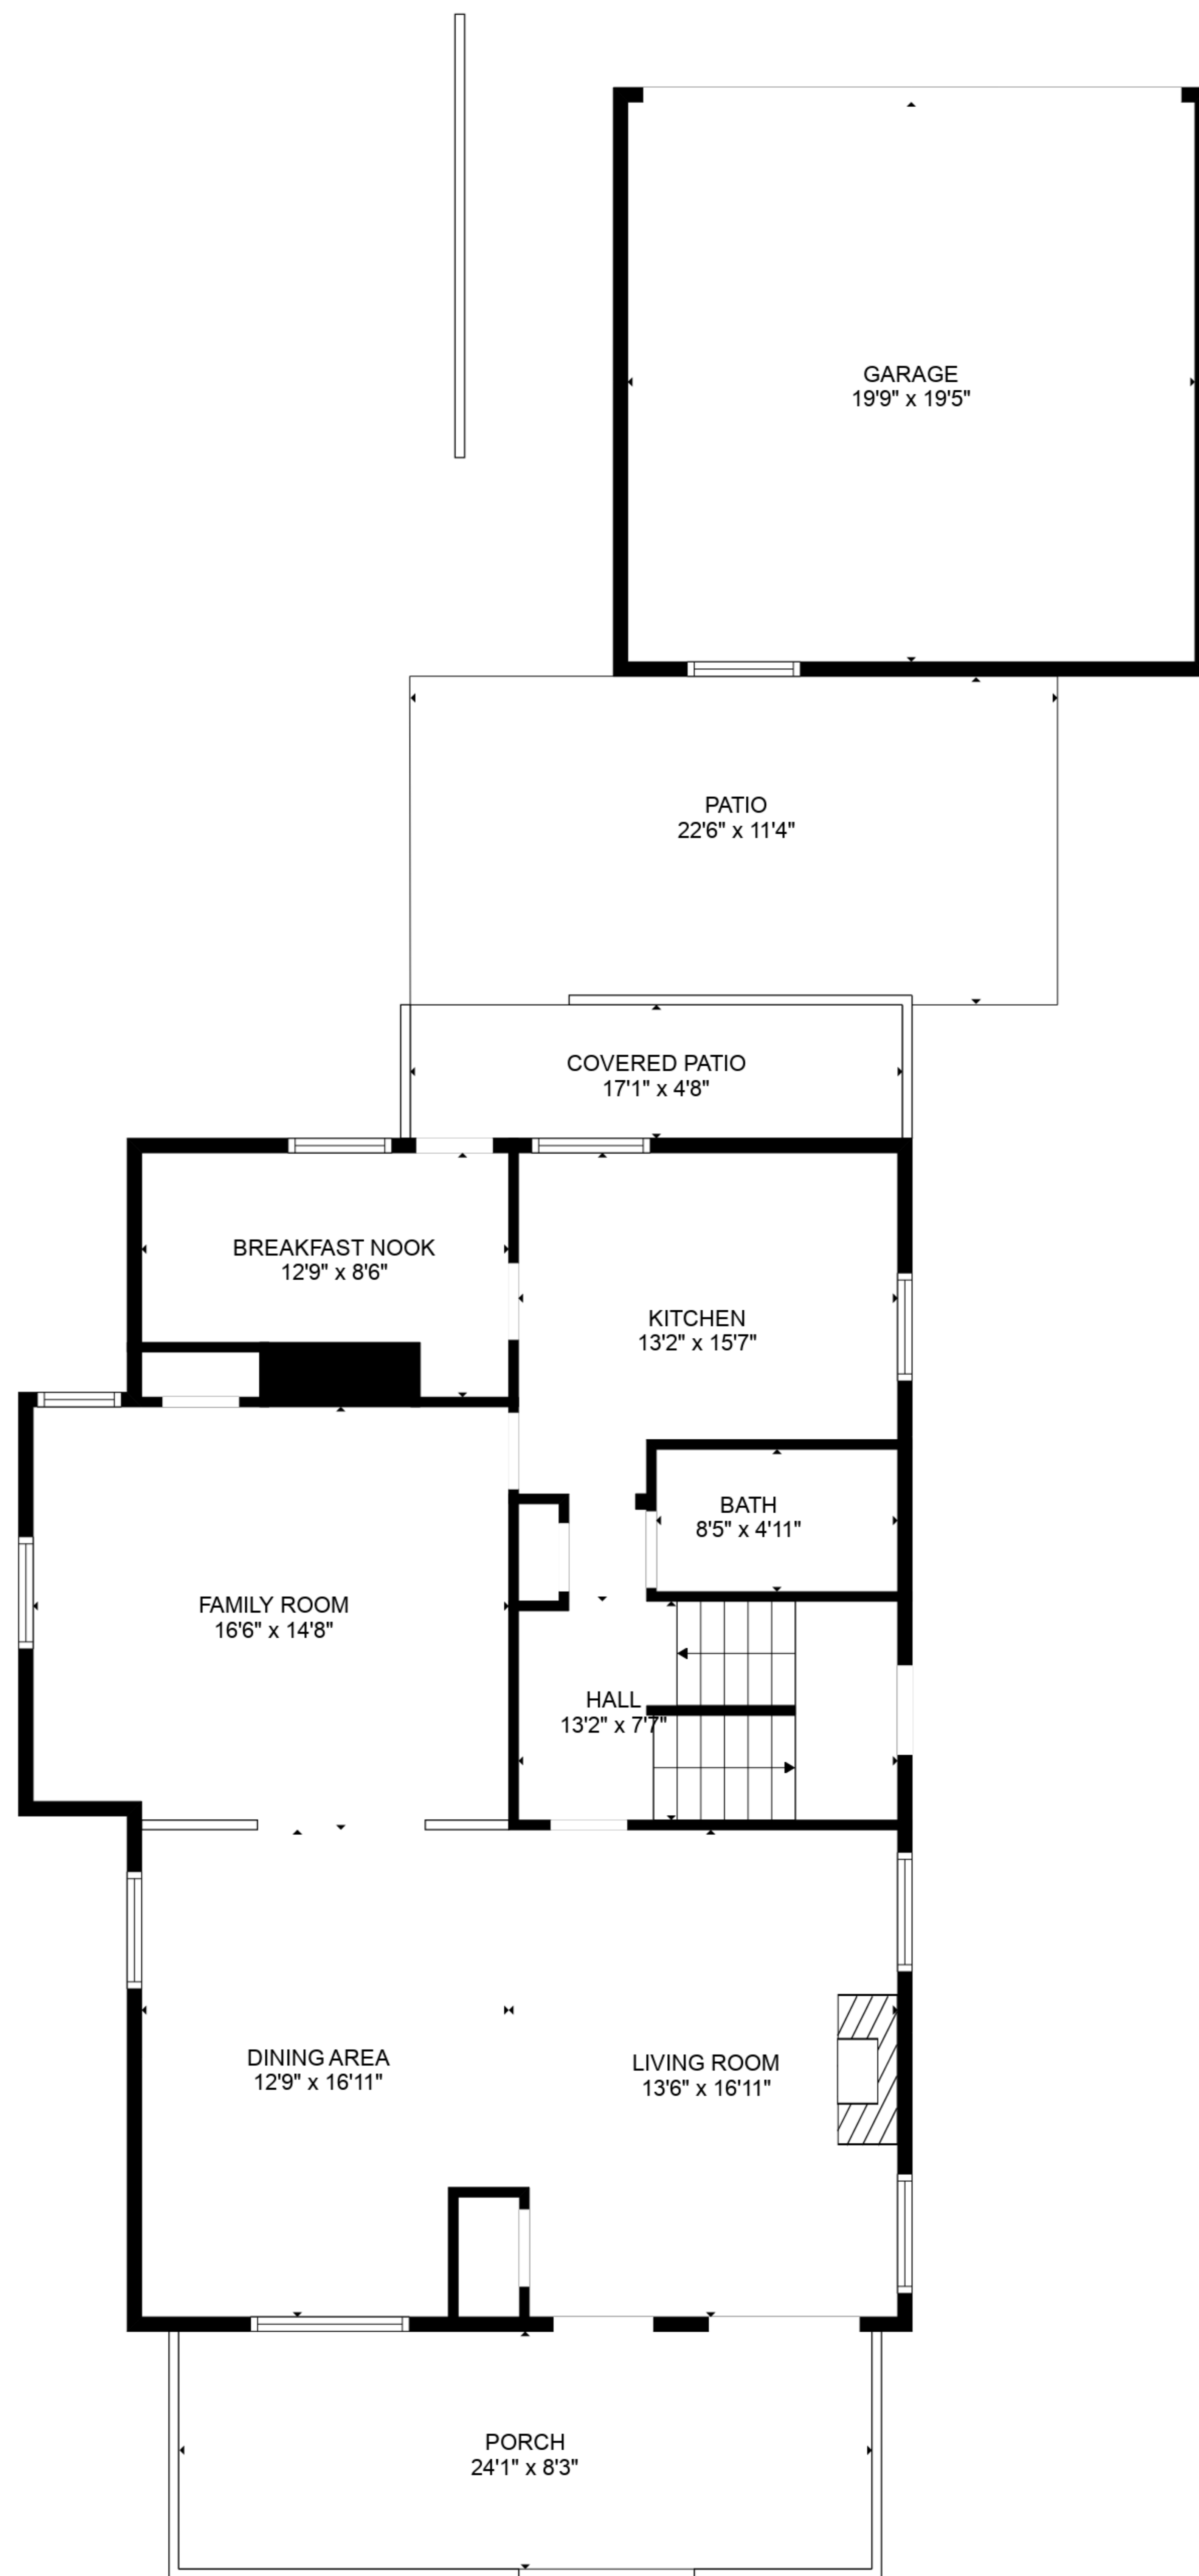 GARAGE
19'9" x 19'5"
PATIO
22'6" x 11'4"
COVERED PATIO
17'1" x 4'8"
BREAKFAST NOOK
12'9" x 8'6"
KITCHEN
13'2" x 15'7"
BATH
8'5" x 4'11"
FAMILY ROOM
16'6" x 14'8"
HALL
13'2" x 7'7"
DINING AREA
12'9" x 16'11"
LIVING ROOM
13'6" x 16'11"
PORCH
24'1" x 8'3"